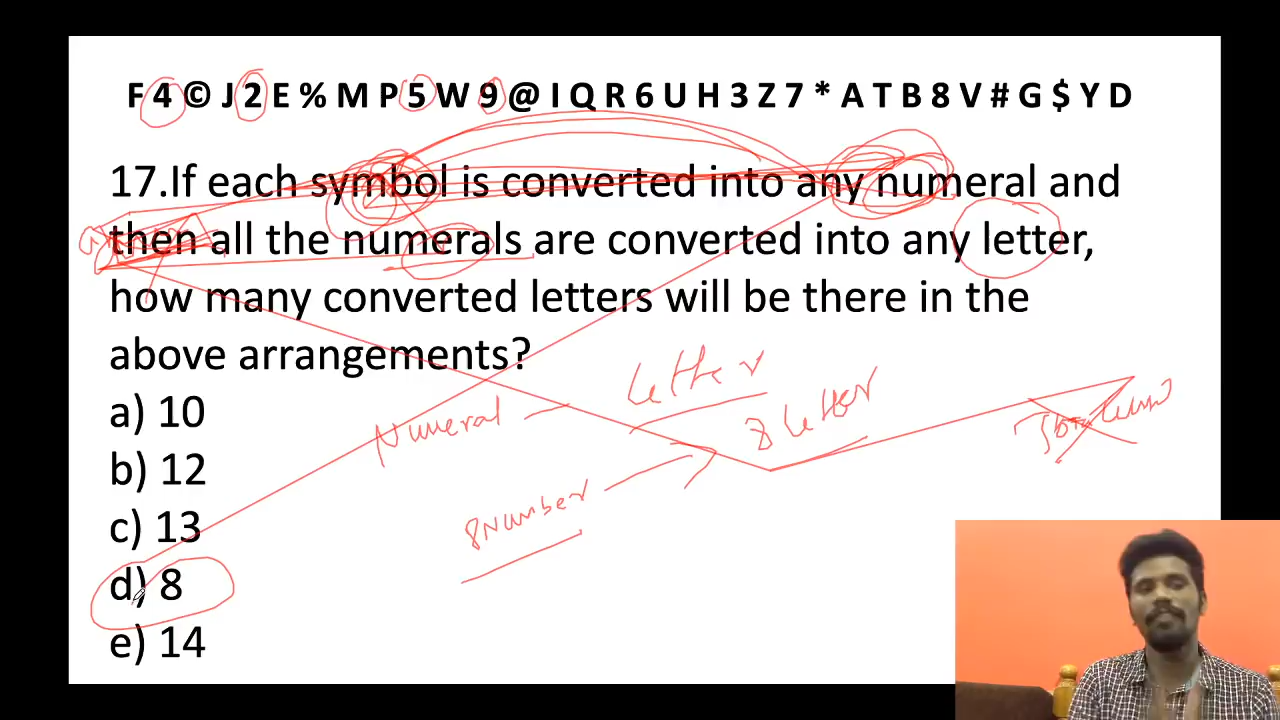 F 4 © J 2 E % M P 5 W 9 @ I Q R 6 U H 3 Z 7 * A T B 8 V # G $ Y D
17.If each symbol is converted into any numeral and
then all the numerals are converted into any letter,
how many converted letters will be there in the
above arrangements?
a) 10
b) 12
c) 13
d) 8
e) 14
Numeral
Letter
8 Letter
8Number